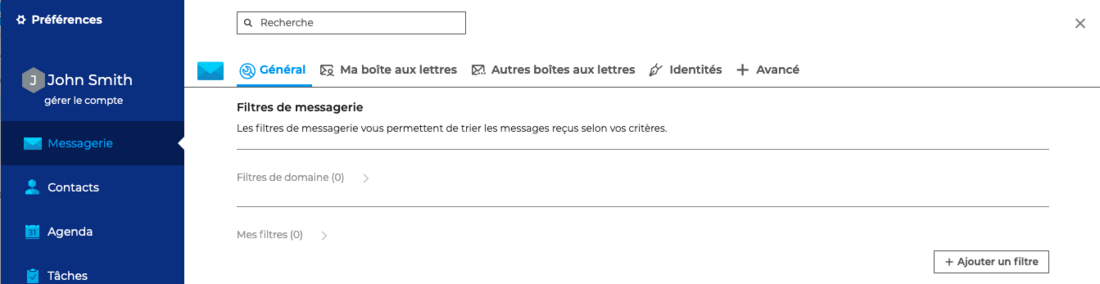 Préférences
Recherche
J
John Smith
gérer le compte
Général
Ma boîte aux lettres
Autres boîtes aux lettres
Identités
Avancé
Filtres de messagerie
Les filtres de messagerie vous permettent de trier les messages reçus selon vos critères.
Messagerie
Filtres de domaine (0)
Contacts
31
Agenda
Mes filtres (0)
+ Ajouter un filtre
Tâches